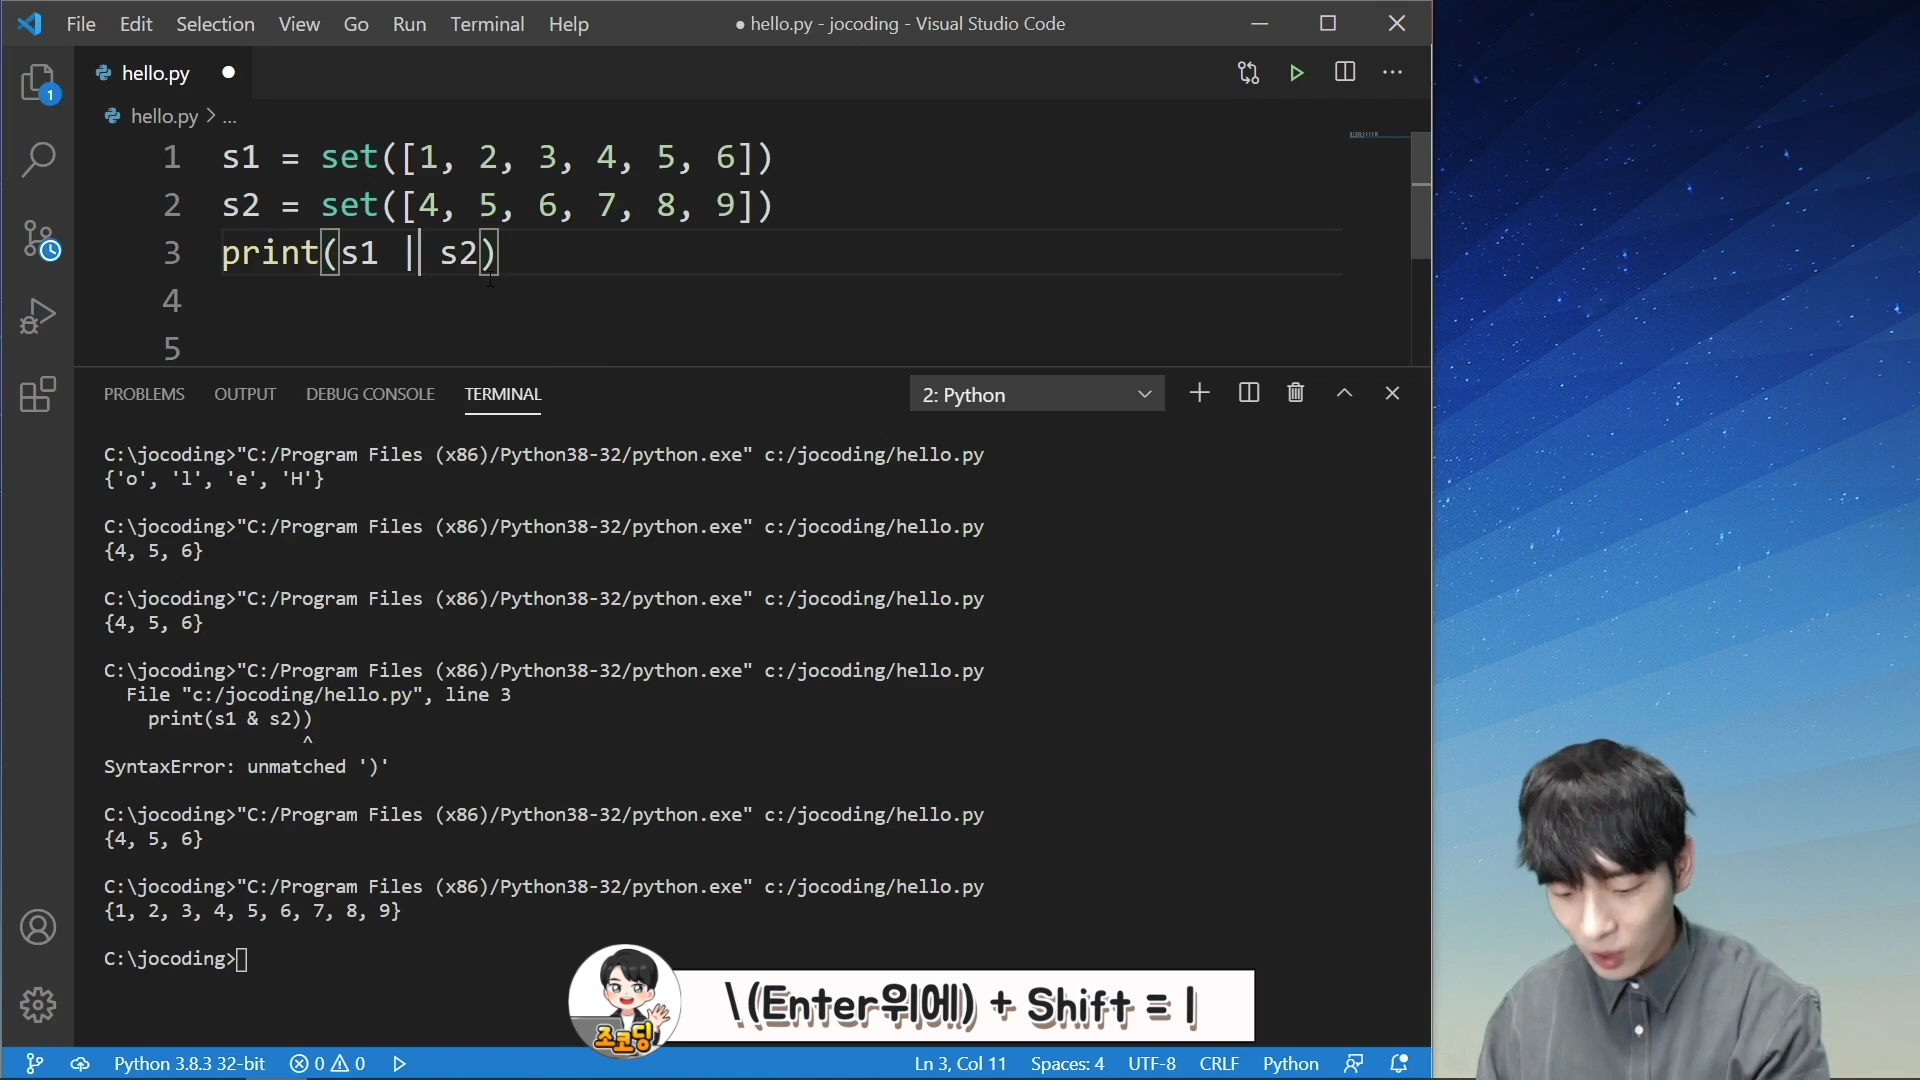 File Edit Selection View Go Run Terminal Help ● hello.py - jocoding - Visual Studio Code
hello.py
1
hello.py > ...
1 s1 = set([1, 2, 3, 4, 5, 6])
2 s2 = set([4, 5, 6, 7, 8, 9])
3 print(s1 | s2)
4
5
PROBLEMS OUTPUT DEBUG CONSOLE TERMINAL 2: Python
C:\jocoding>"C:/Program Files (x86)/Python38-32/python.exe" c:/jocoding/hello.py
{'o', 'l', 'e', 'H'}
C:\jocoding>"C:/Program Files (x86)/Python38-32/python.exe" c:/jocoding/hello.py
{4, 5, 6}
C:\jocoding>"C:/Program Files (x86)/Python38-32/python.exe" c:/jocoding/hello.py
{4, 5, 6}
C:\jocoding>"C:/Program Files (x86)/Python38-32/python.exe" c:/jocoding/hello.py
File "c:/jocoding/hello.py", line 3
print(s1 & s2))
^
SyntaxError: unmatched ')'
C:\jocoding>"C:/Program Files (x86)/Python38-32/python.exe" c:/jocoding/hello.py
{4, 5, 6}
C:\jocoding>"C:/Program Files (x86)/Python38-32/python.exe" c:/jocoding/hello.py
{1, 2, 3, 4, 5, 6, 7, 8, 9}
C:\jocoding>
\(Enter위에) + Shift = |
조코딩
Python 3.8.3 32-bit 0 0 Ln 3, Col 11 Spaces: 4 UTF-8 CRLF Python